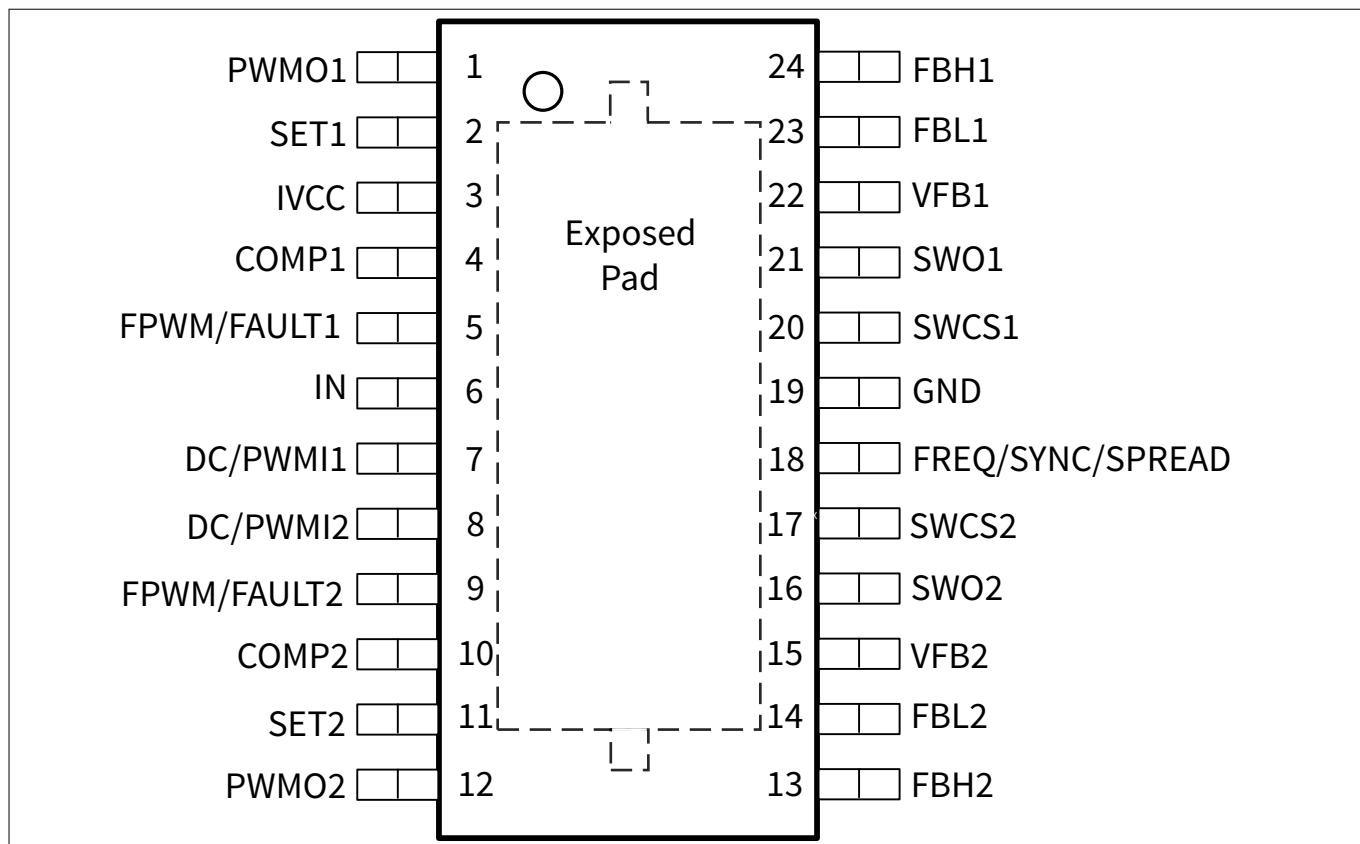 PWMO1 1 24 FBH1
SET1 2 23 FBL1
IVCC 3 22 VFB1
Exposed
Pad
COMP1 4 21 SWO1
FPWM/FAULT1 5 20 SWCS1
IN 6 19 GND
DC/PWMI1 7 18 FREQ/SYNC/SPREAD
DC/PWMI2 8 17 SWCS2
FPWM/FAULT2 9 16 SWO2
COMP2 10 15 VFB2
SET2 11 14 FBL2
PWMO2 12 13 FBH2